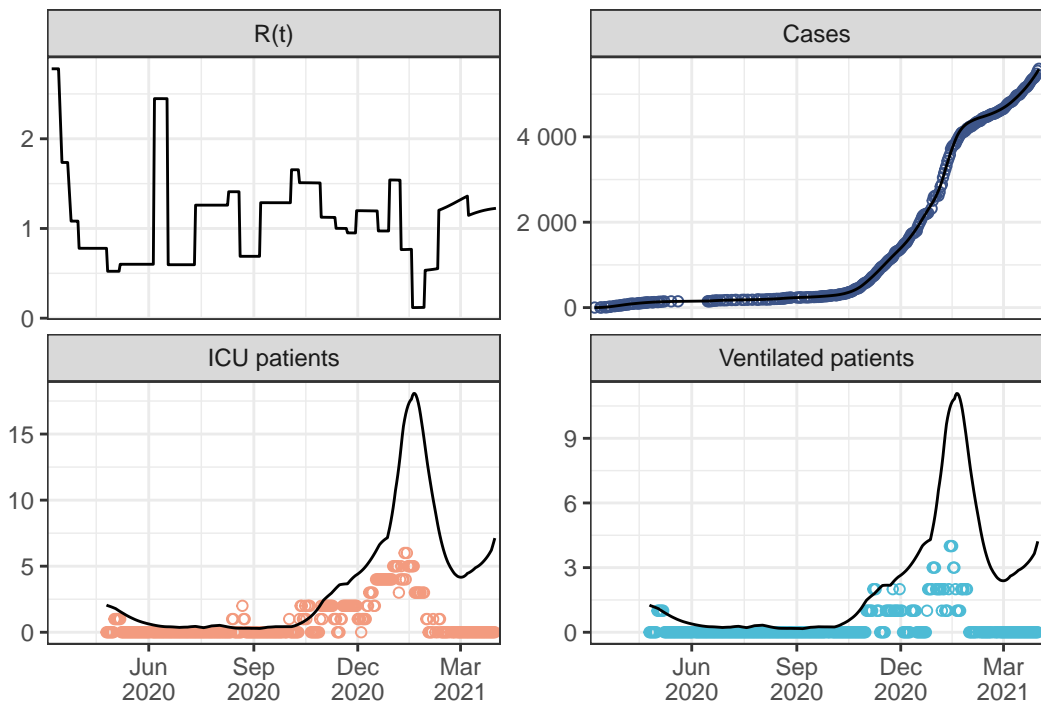 R(t)
Cases
2
1
0
4 000
2 000
0
ICU patients
Ventilated patients
15
10
5
0
9
6
3
0
Jun Sep Dec Mar
2020 2020 2020 2021
Jun Sep Dec Mar
2020 2020 2020 2021